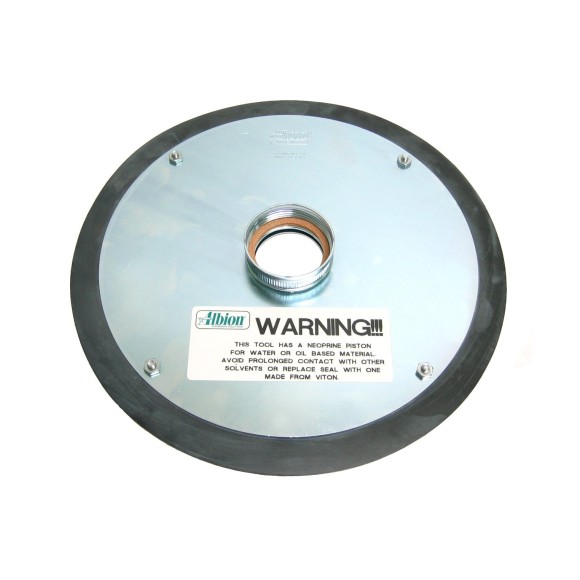 Albion WARNING!!!
THIS TOOL HAS A NEOPRINE PISTON
FOR WATER OR OIL BASED MATERIAL.
AVOID PROLONGED CONTACT WITH OTHER
SOLVENTS OR REPLACE SEAL WITH ONE
MADE FROM VITON.